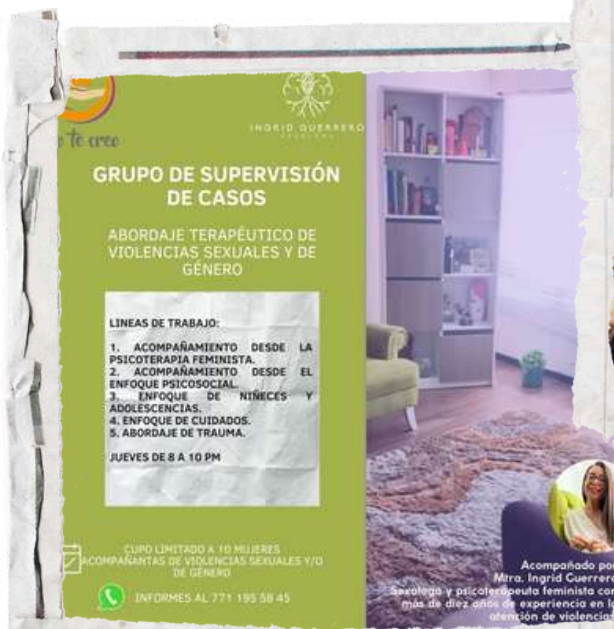 te creo
INGRID GUERRERO
GRUPO DE SUPERVISIÓN
DE CASOS
ABORDAJE TERAPÉUTICO DE
VIOLENCIAS SEXUALES Y DE
GÉNERO
LINEAS DE TRABAJO:
1. ACOMPAÑAMIENTO DESDE LA
PSICOTERAPIA FEMINISTA.
2. ACOMPAÑAMIENTO DESDE EL
ENFOQUE PSICOSOCIAL.
3. ENFOQUE DE NIÑECES Y
ADOLESCENCIAS.
4. ENFOQUE DE CUIDADOS.
5. ABORDAJE DE TRAUMA.
JUEVES DE 8 A 10 PM
CUPO LIMITADO A 10 MUJERES
ACOMPAÑANTAS DE VIOLENCIAS SEXUALES Y/O
DE GÉNERO
INFORMES AL 771 195 58 45
Acompañado por
Mtra. Ingrid Guerrero
Sexóloga y psicoterapeuta feminista con
más de diez años de experiencia en la
atención de violencias